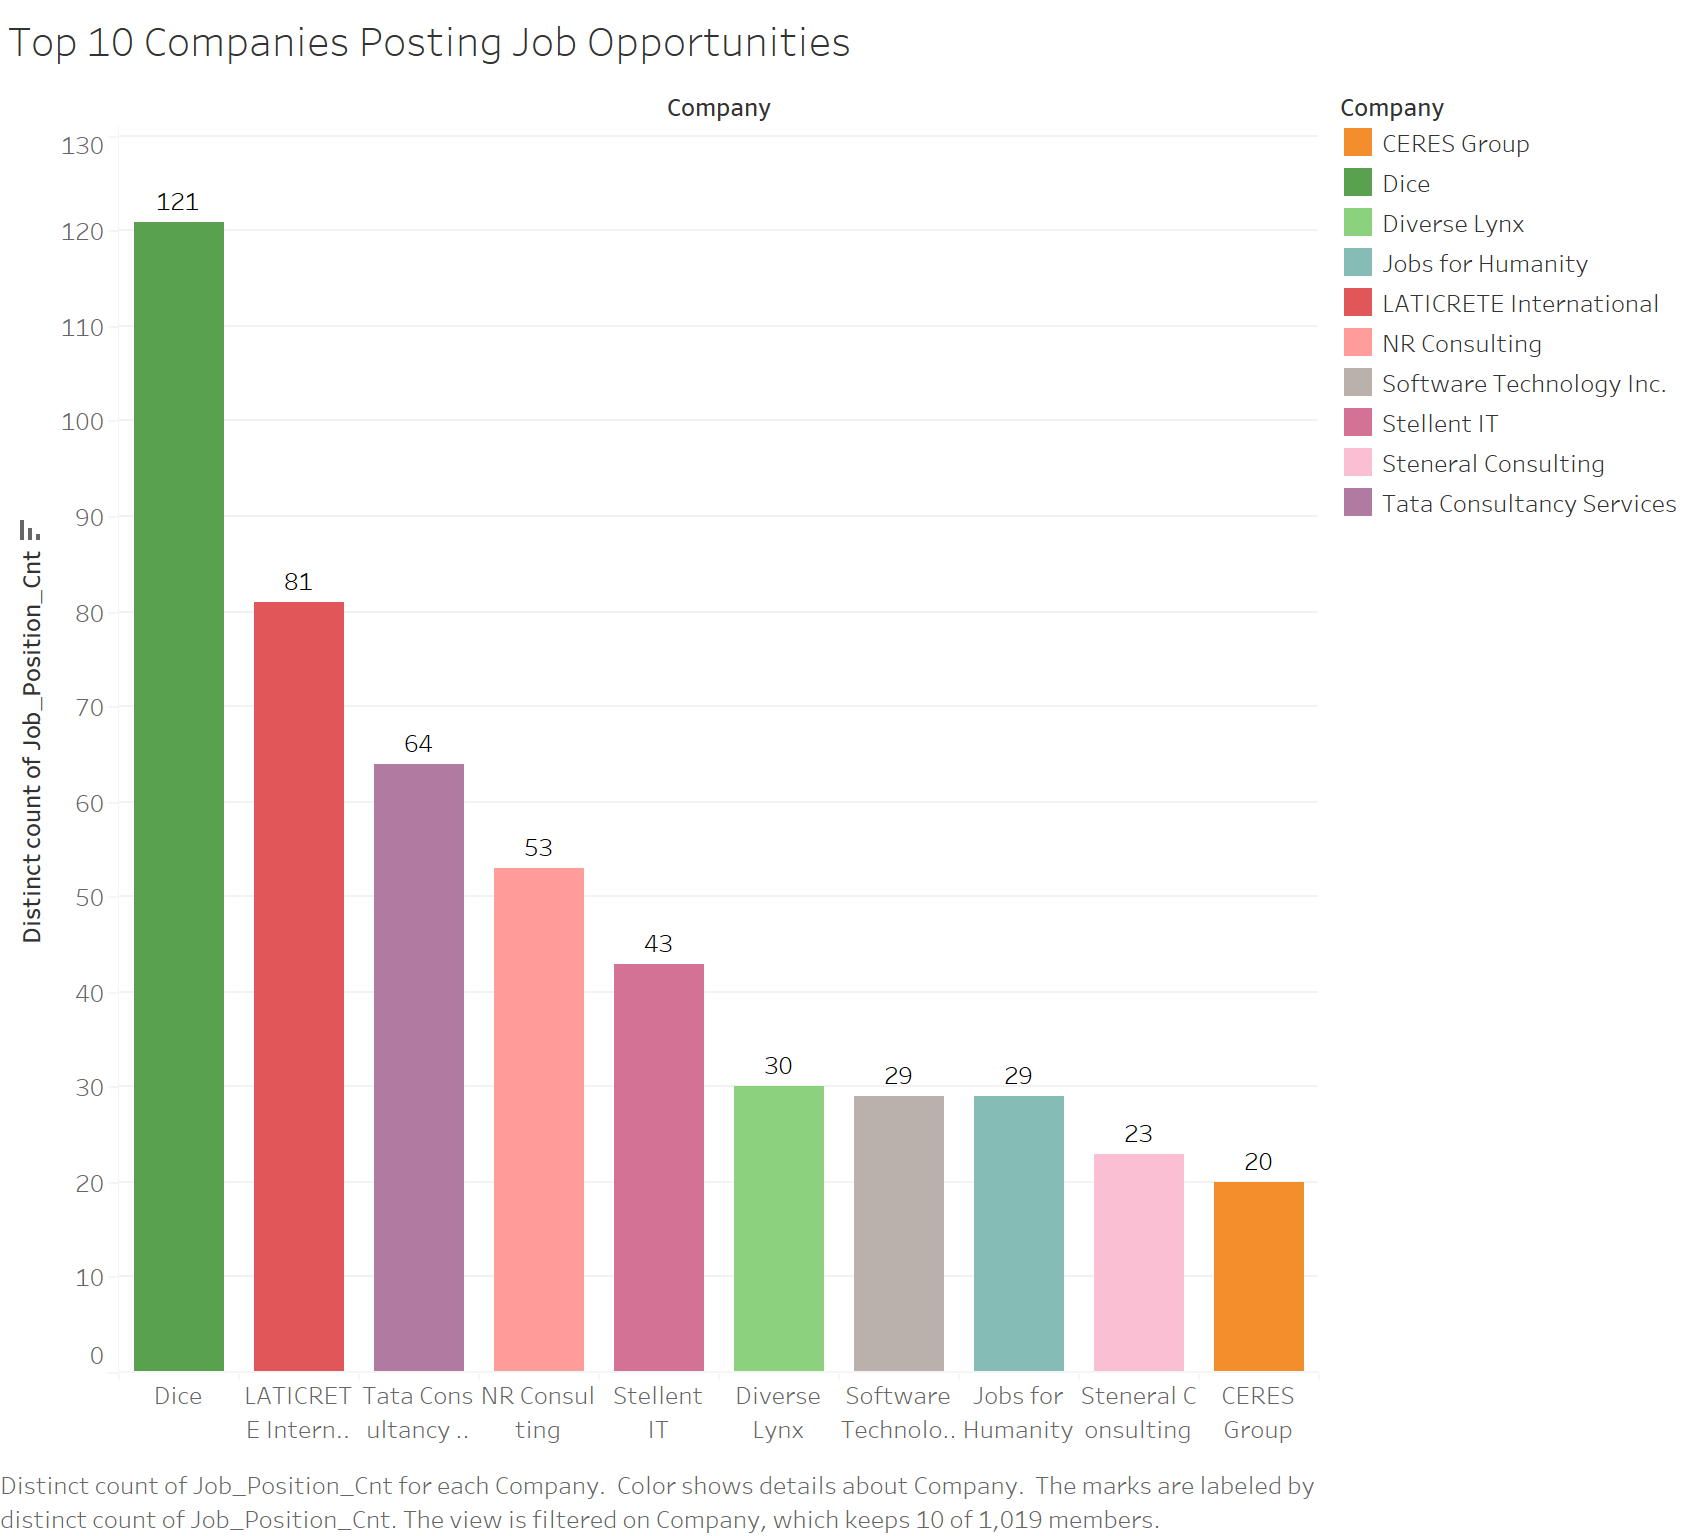 Top 10 Companies Posting Job Opportunities
Company
130
120
110
100
90
80
70
60
50
40
30
20
10
0
Distinct count of Job_Position_Cnt
121
81
64
53
43
30
29
29
23
20
Dice
LATICRET
E Intern..
Tata Cons
ultancy ..
NR Consul
ting
Stellent
IT
Diverse
Lynx
Software
Technolo..
Jobs for
Humanity
Steneral C
onsulting
CERES
Group
Company
CERES Group
Dice
Diverse Lynx
Jobs for Humanity
LATICRETE International
NR Consulting
Software Technology Inc.
Stellent IT
Steneral Consulting
Tata Consultancy Services
Distinct count of Job_Position_Cnt for each Company.  Color shows details about Company.  The marks are labeled by
distinct count of Job_Position_Cnt. The view is filtered on Company, which keeps 10 of 1,019 members.